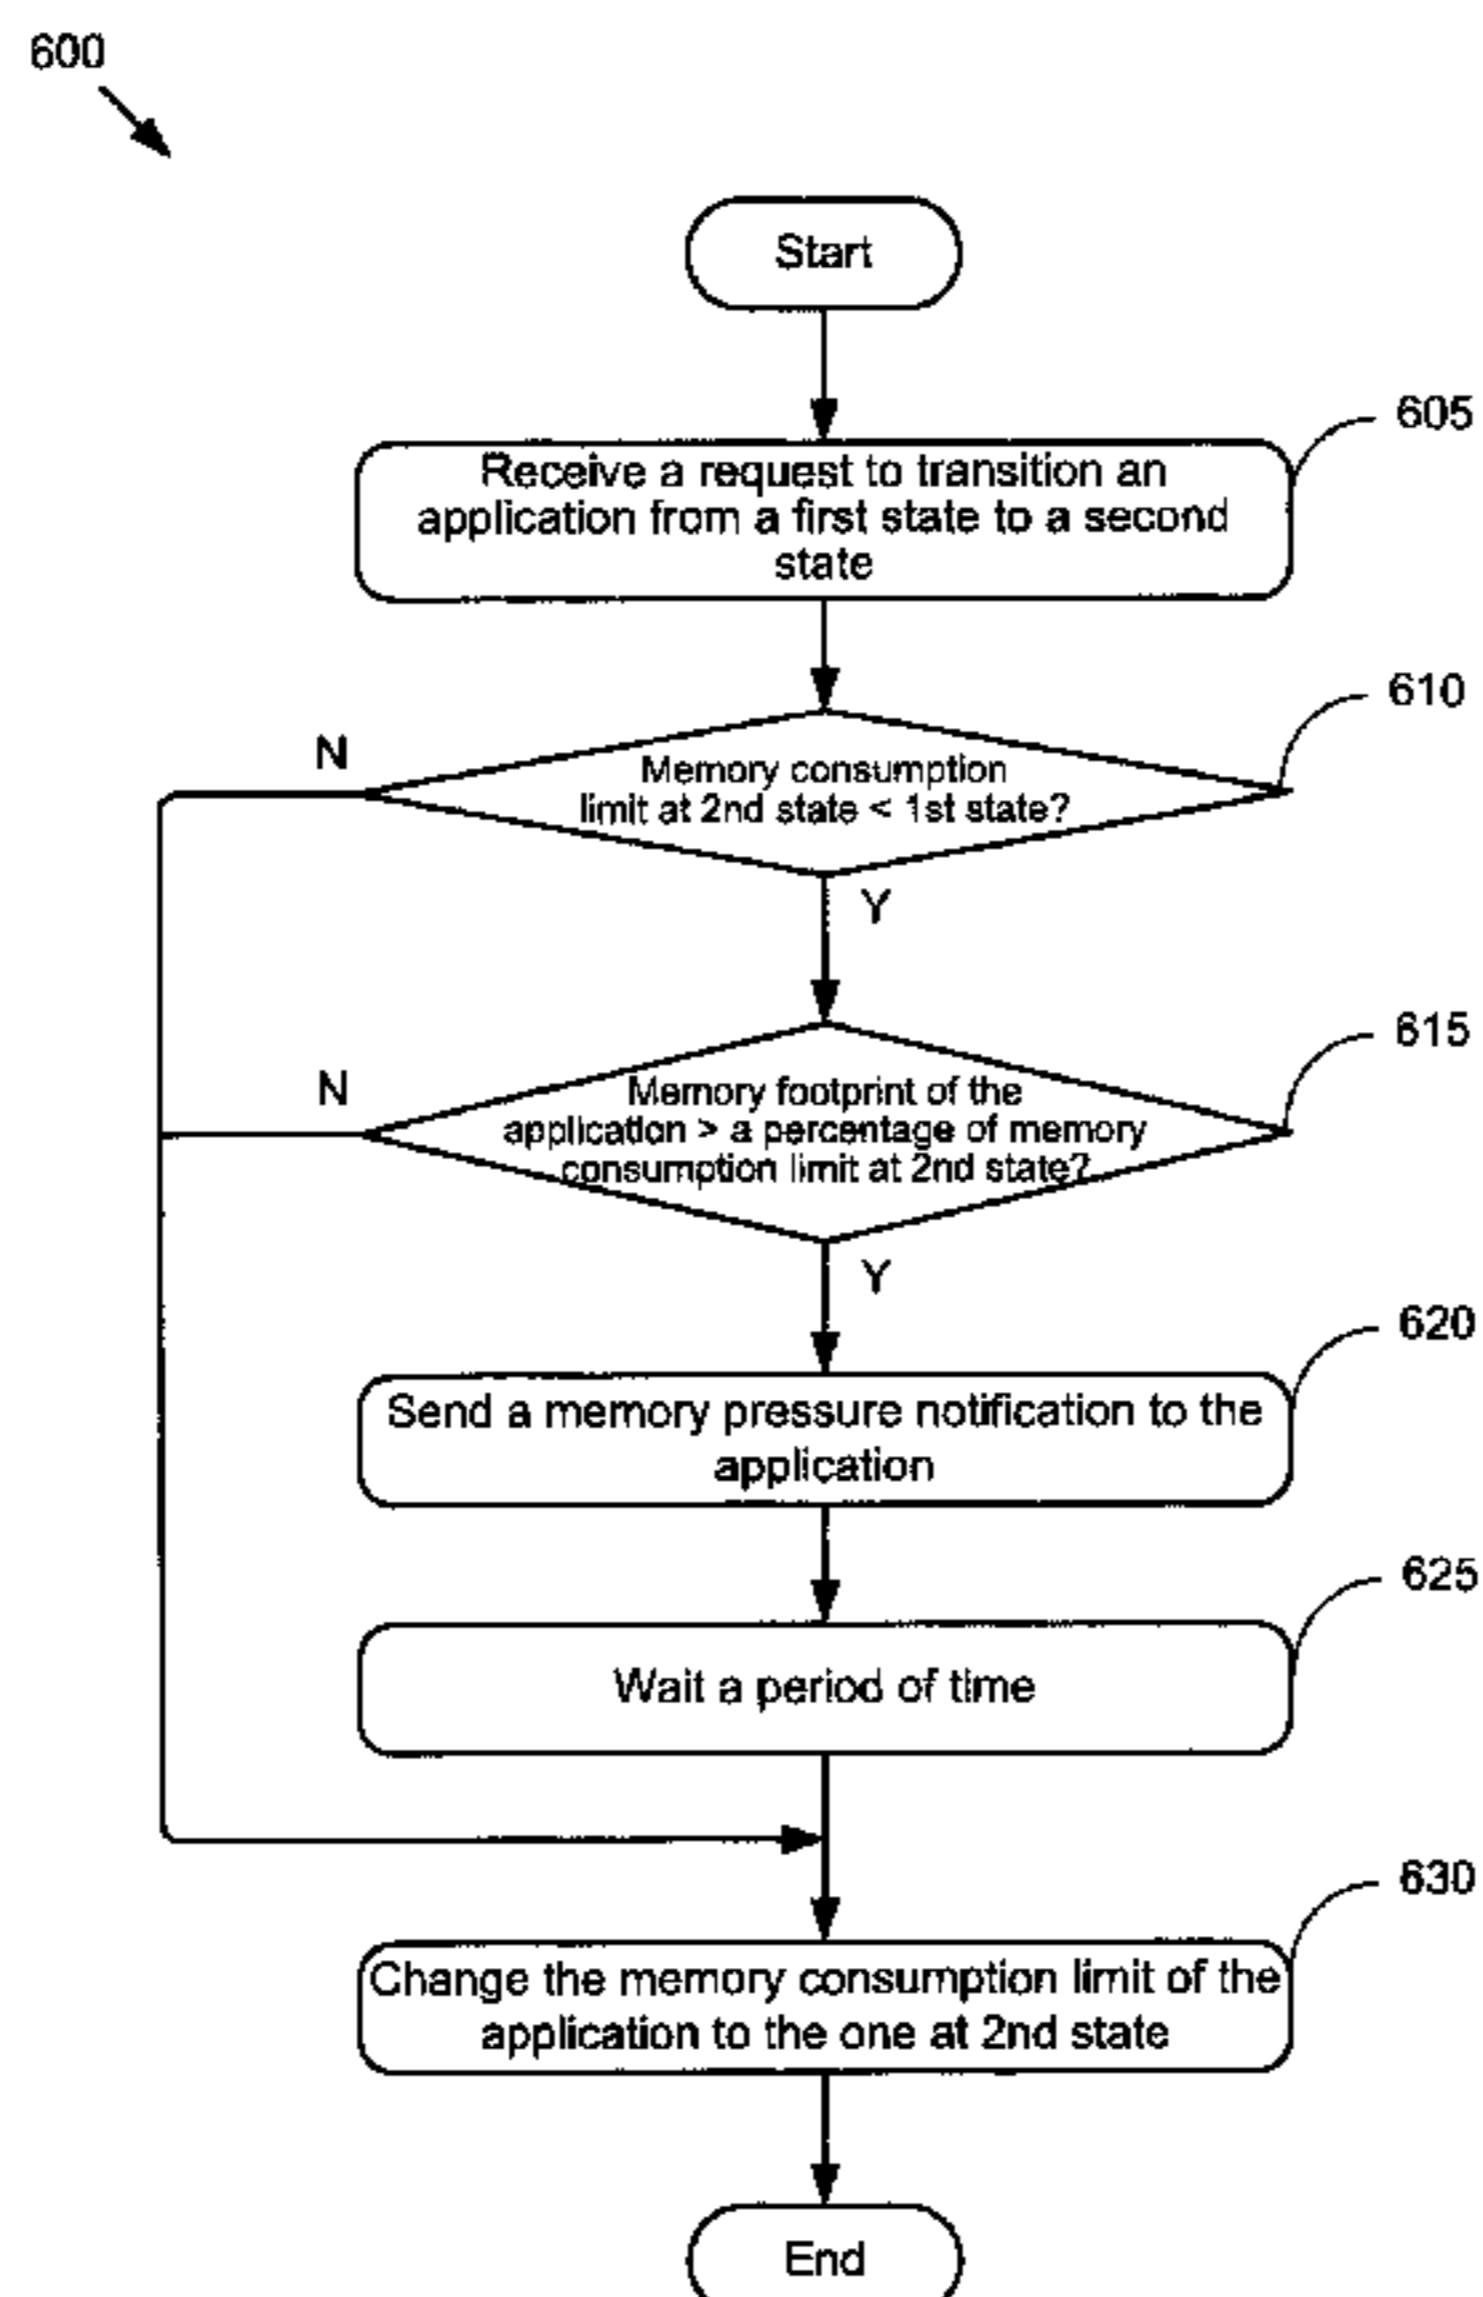 600
Start
605
Receive a request to transition an
application from a first state to a second
state
610
N
Memory consumption
limit at 2nd state < 1st state?
Y
615
N
Memory footprint of the
application > a percentage of memory
consumption limit at 2nd state?
Y
620
Send a memory pressure notification to the
application
625
Wait a period of time
630
Change the memory consumption limit of the
application to the one at 2nd state
End